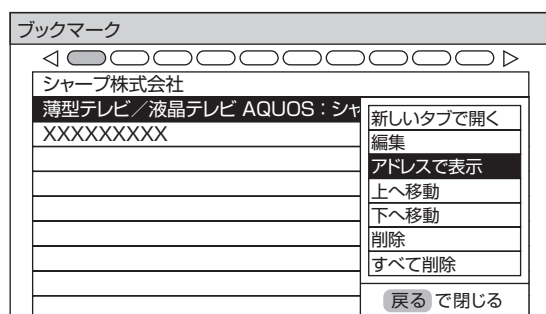 ブックマーク
シャープ株式会社
薄型テレビ／液晶テレビ AQUOS：シャ
XXXXXXXXX
新しいタブで開く
編集
アドレスで表示
上へ移動
下へ移動
削除
すべて削除
戻る で閉じる